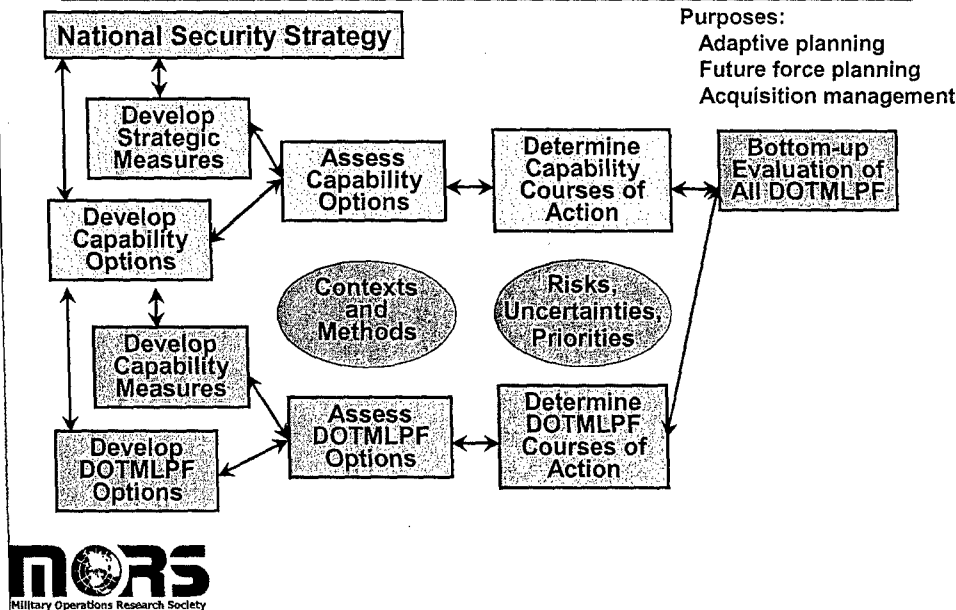 National Security Strategy
Purposes:
Adaptive planning
Future force planning
Acquisition management
Develop
Strategic
Measures
Assess
Capability
Options
Determine
Capability
Courses of
Action
Bottom-up
Evaluation of
All DOTMLPF
Develop
Capability
Options
Contexts
and
Methods
Risks,
Uncertainties,
Priorities
Develop
Capability
Measures
Assess
DOTMLPF
Options
Determine
DOTMLPF
Courses of
Action
Develop
DOTMLPF
Options
MORS
Military Operations Research Society